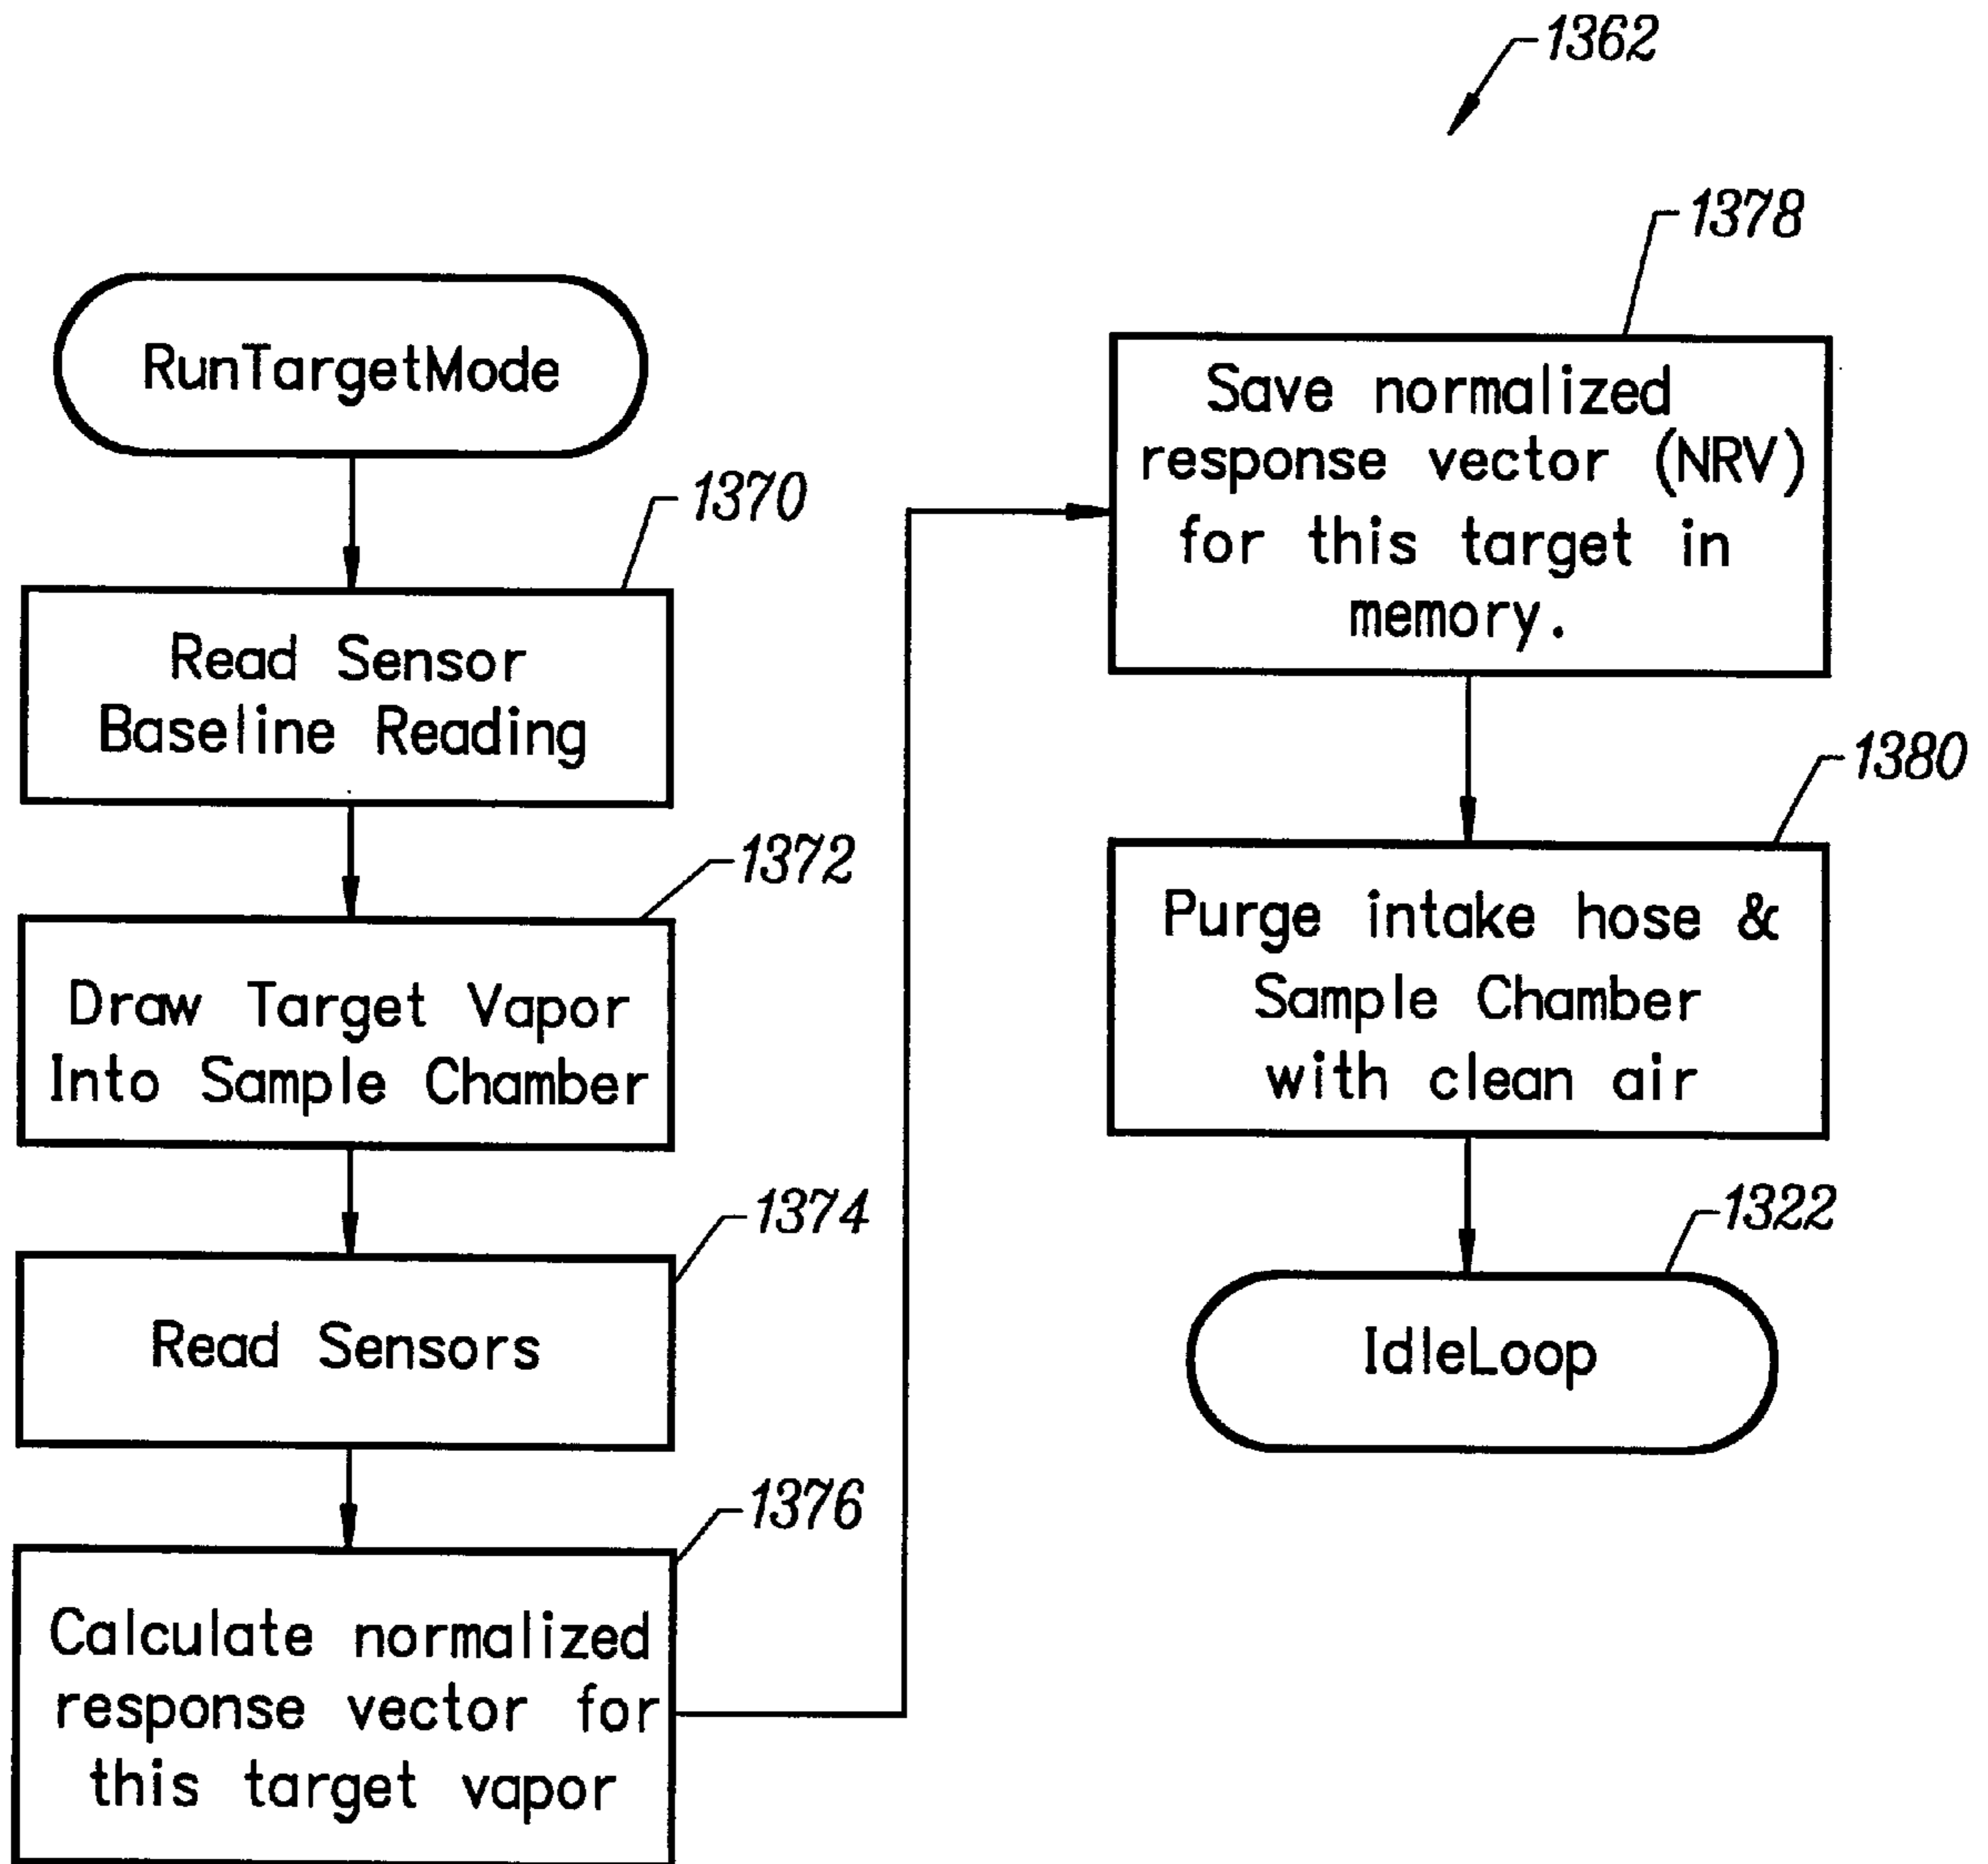 RunTargetMode
1370
Read Sensor
Baseline Reading
1372
Draw Target Vapor
Into Sample Chamber
1374
Read Sensors
1376
Calculate normalized
response vector for
this target vapor
1362
1378
Save normalized
response vector (NRV)
for this target in
memory.
1380
Purge intake hose &
Sample Chamber
with clean air
1322
IdleLoop